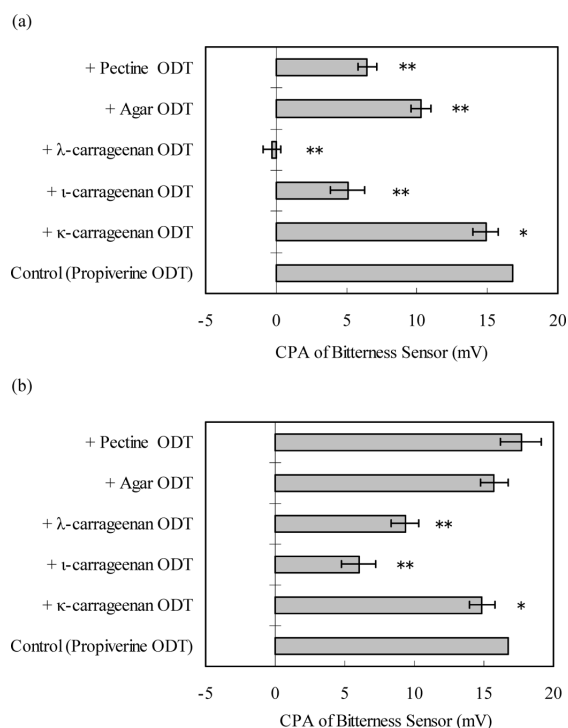 (a)
+ Pectine ODT
**
+ Agar ODT
**
+ λ-carrageenan ODT
**
+ ι-carrageenan ODT
**
+ κ-carrageenan ODT
*
Control (Propiverine ODT)
-5 0 5 10 15 20
CPA of Bitterness Sensor (mV)
(b)
+ Pectine ODT
+ Agar ODT
+ λ-carrageenan ODT
**
+ ι-carrageenan ODT
**
+ κ-carrageenan ODT
*
Control (Propiverine ODT)
-5 0 5 10 15 20
CPA of Bitterness Sensor (mV)